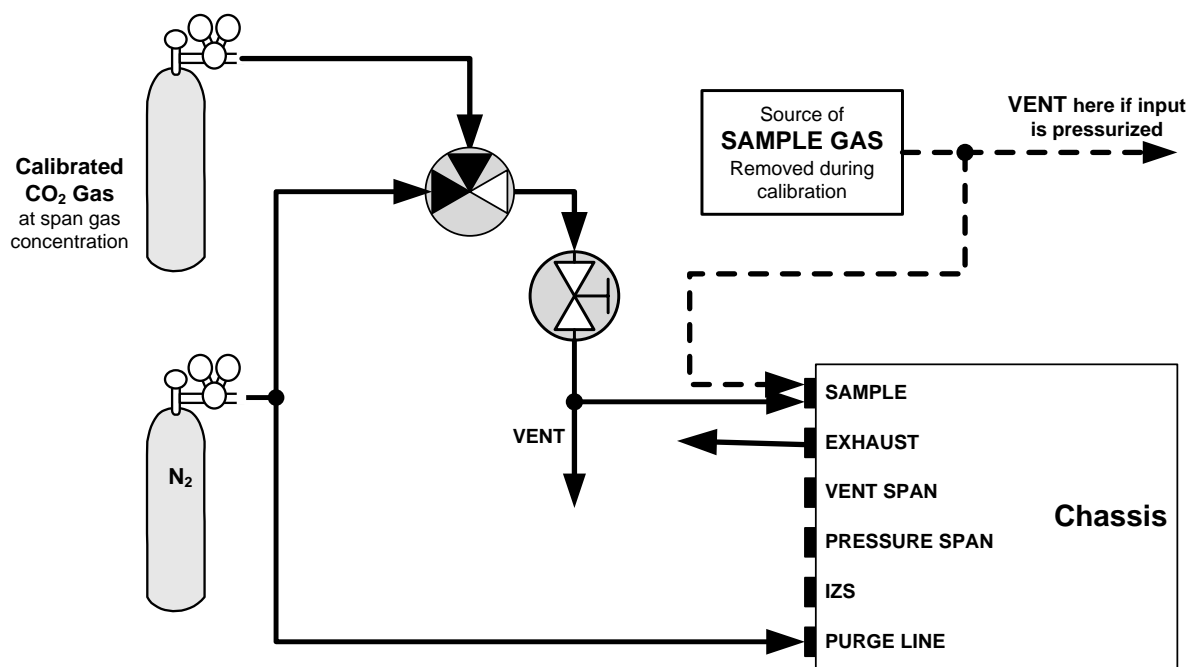 Calibrated
CO₂ Gas
at span gas
concentration
N₂
Source of
SAMPLE GAS
Removed during
calibration
VENT here if input
is pressurized
VENT
SAMPLE
EXHAUST
VENT SPAN
PRESSURE SPAN
IZS
PURGE LINE
Chassis